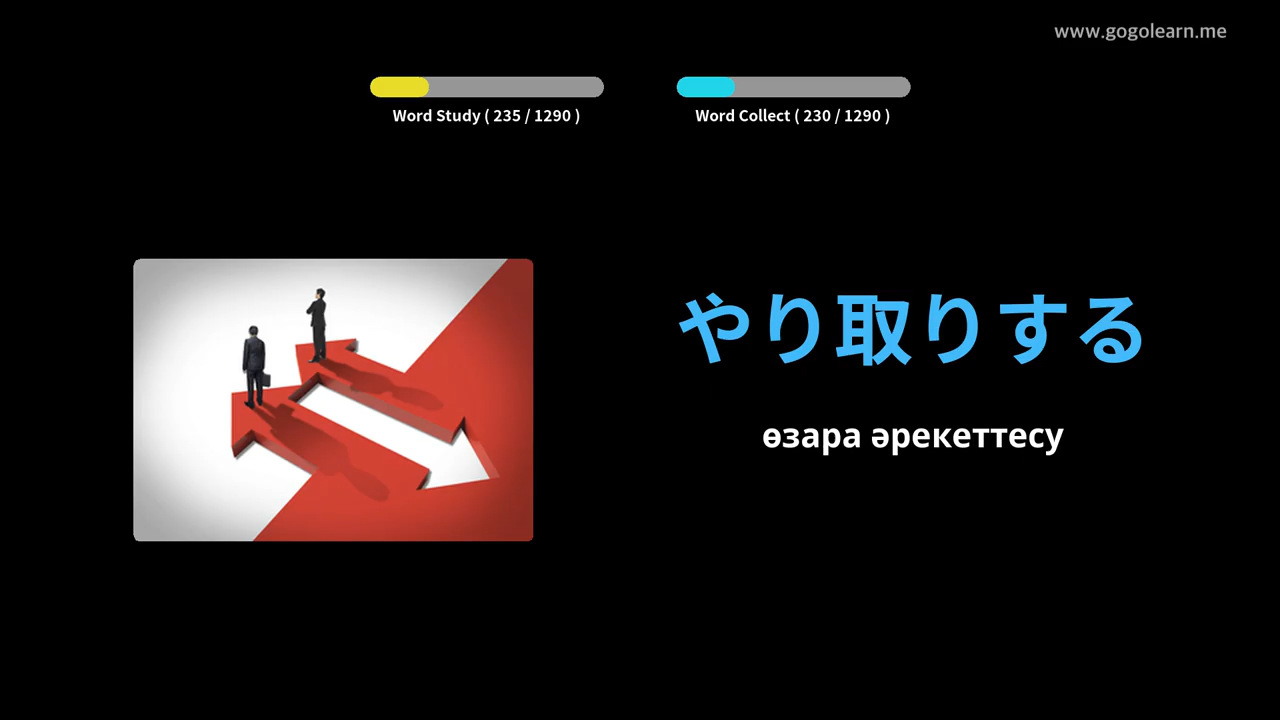 www.gogolearn.me
Word Study ( 235 / 1290 )
Word Collect ( 230 / 1290 )
やり取りする
өзара әрекеттесу